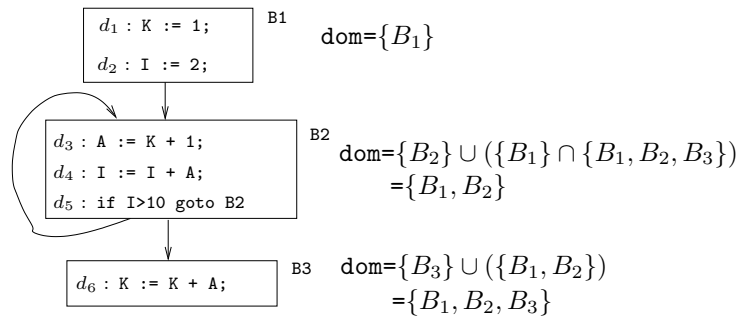 d₁ : K := 1;
B1
dom={B₁}
d₂ : I := 2;
d₃ : A := K + 1;
B2
dom={B₂} ∪ ({B₁} ∩ {B₁, B₂, B₃})
d₄ : I := I + A;
={B₁, B₂}
d₅ : if I>10 goto B2
B3
dom={B₃} ∪ ({B₁, B₂})
d₆ : K := K + A;
={B₁, B₂, B₃}